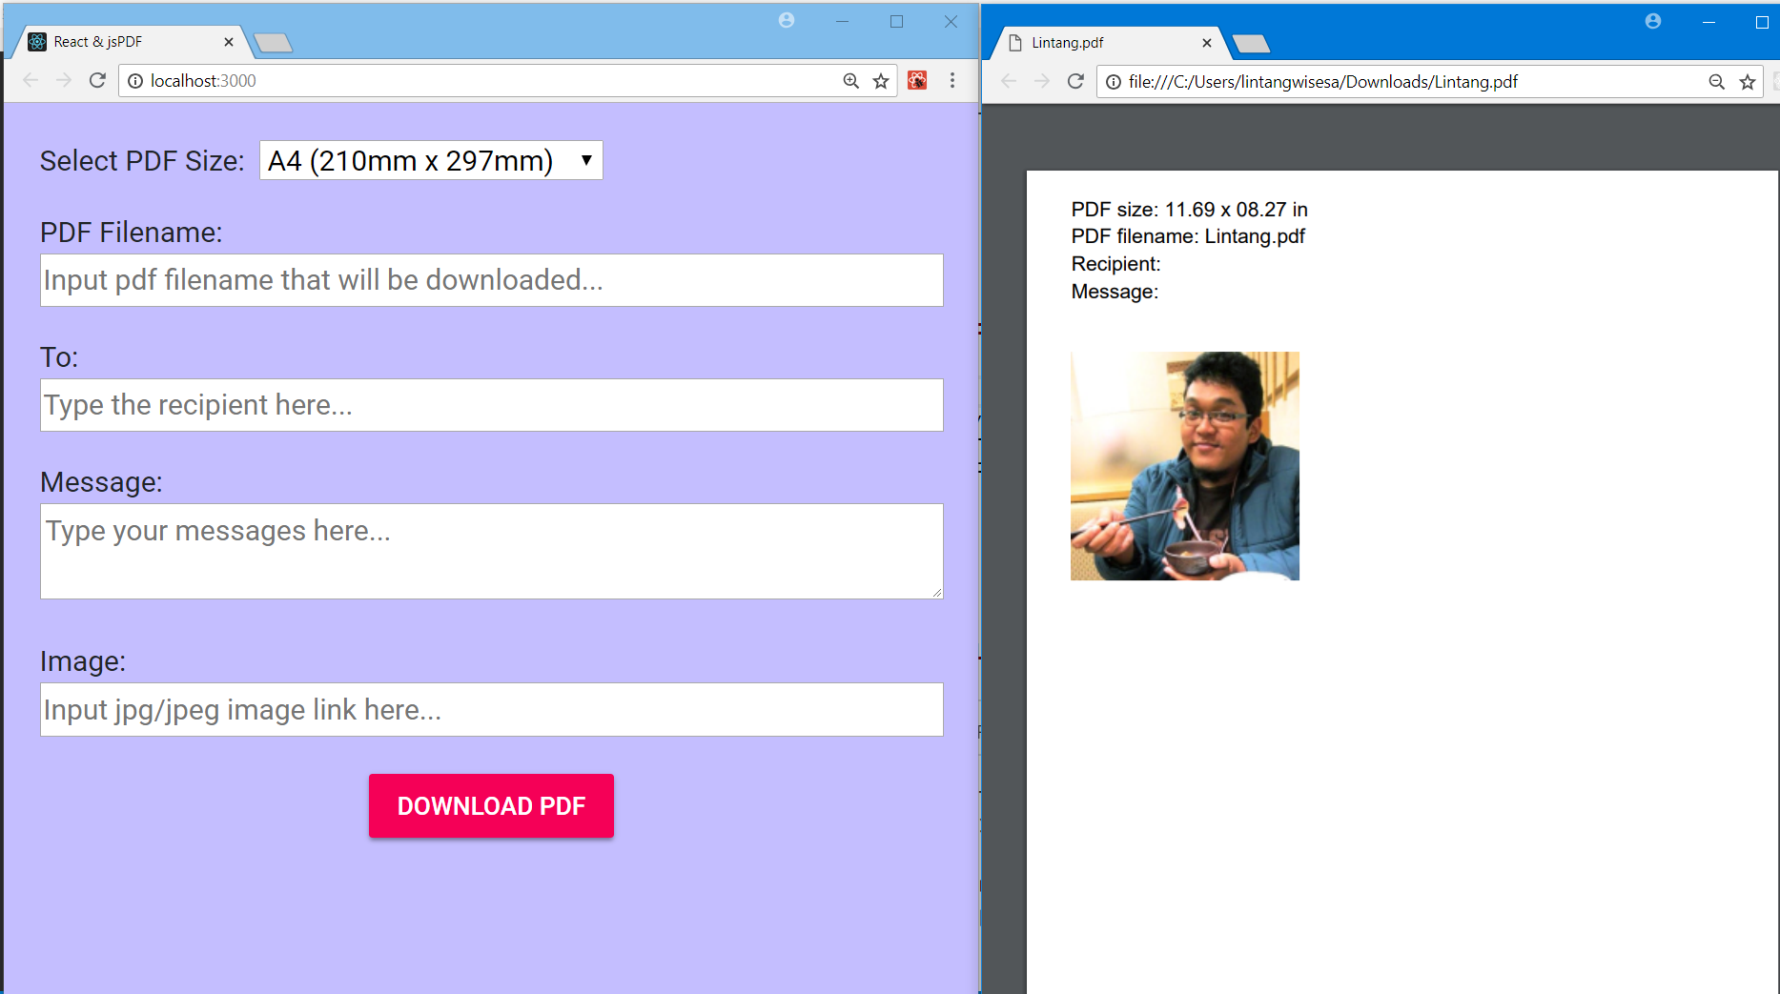 React & jsPDF
localhost:3000
Select PDF Size: A4 (210mm x 297mm)
PDF Filename:
Input pdf filename that will be downloaded...
To:
Type the recipient here...
Message:
Type your messages here...
Image:
Input jpg/jpeg image link here...
DOWNLOAD PDF
Lintang.pdf
file:///C:/Users/lintangwisesa/Downloads/Lintang.pdf
PDF size: 11.69 x 08.27 in
PDF filename: Lintang.pdf
Recipient:
Message: